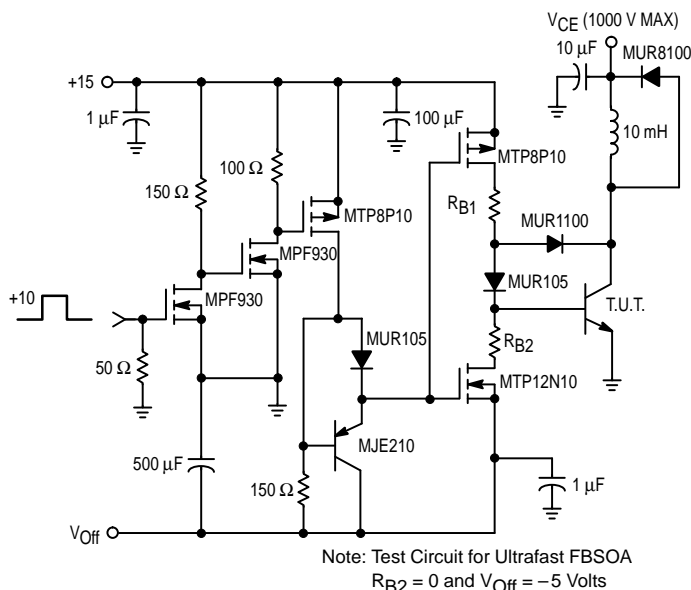 VCE (1000 V MAX)
10 μF
MUR8100
+15
1 μF
100 μF
10 mH
MTP8P10
150 Ω
100 Ω
MTP8P10
RB1
MPF930
MUR1100
+10
MPF930
MUR105
MUR105
T.U.T.
50 Ω
RB2
MTP12N10
500 μF
MJE210
150 Ω
1 μF
VOff
Note: Test Circuit for Ultrafast FBSOA
RB2 = 0 and VOff = –5 Volts